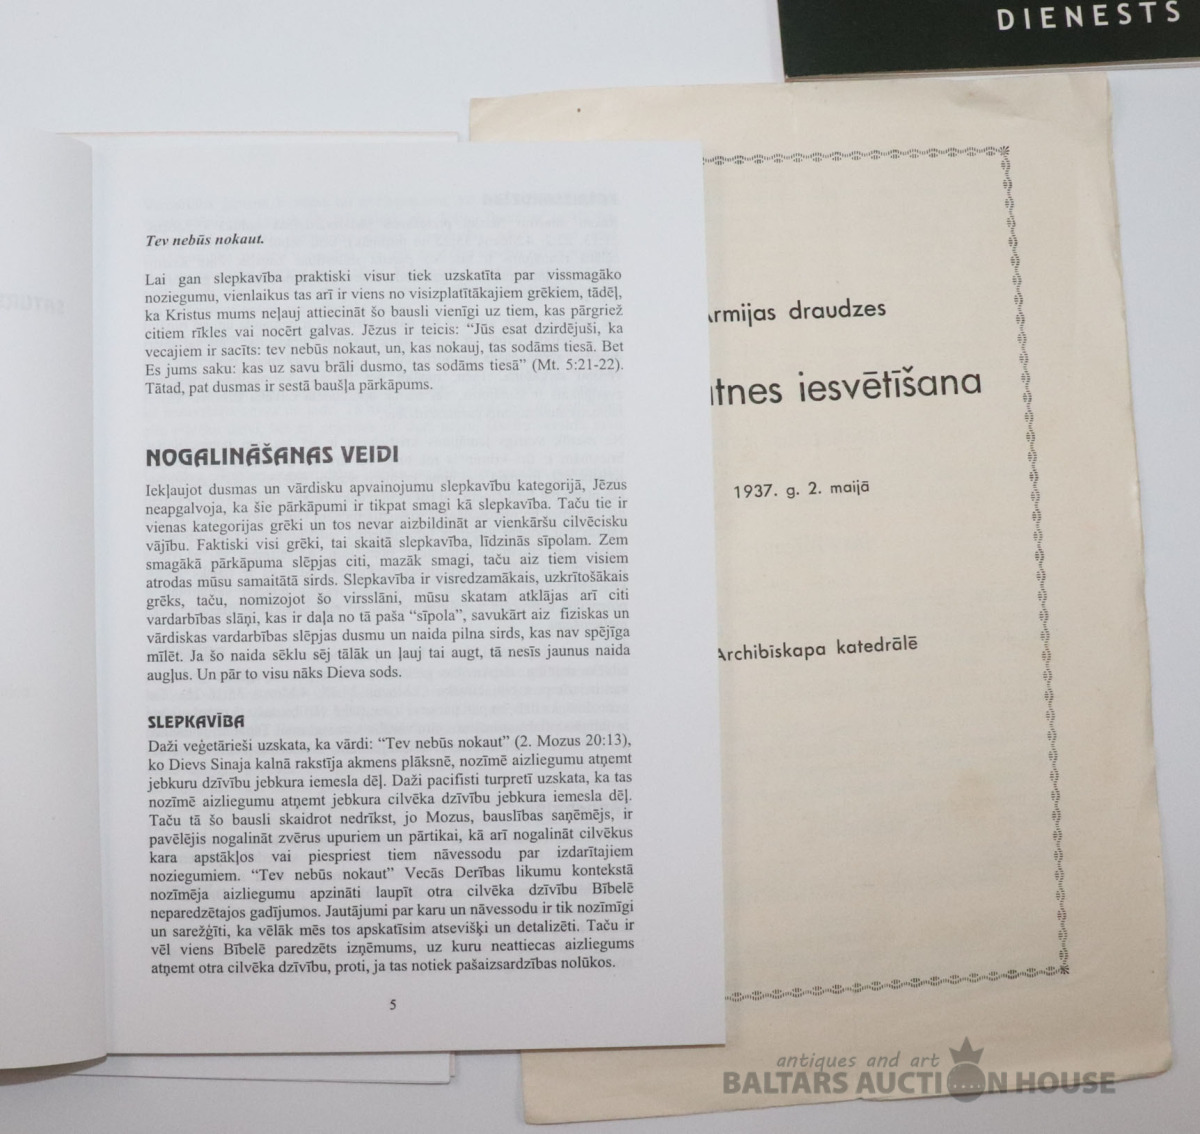 DIENESTS
Tev nebūs nokaut.
Lai gan slepkavība praktiski visur tiek uzskatīta par vissmagāko
noziegumu, vienlaikus tas arī ir viens no visizplatītākajiem grēkiem, tādēļ,
ka Kristus mums neļauj attiecināt šo bausli vienīgi uz tiem, kas pārgriež
citiem rīkles vai nocērt galvas. Jēzus ir teicis: “Jūs esat dzirdējuši, ka
vecajiem ir sacīts: tev nebūs nokaut, un, kas nokauj, tas sodāms tiesā. Bet
Es jums saku: kas uz savu brāli dusmo, tas sodāms tiesā” (Mt. 5:21-22).
Tātad, pat dusmas ir sestā baušļa pārkāpums.
NOGALINĀŠANAS VEIDI
Iekļaujot dusmas un vārdisku apvainojumu slepkavību kategorijā, Jēzus
neapgalvoja, ka šie pārkāpumi ir tikpat smagi kā slepkavība. Taču tie ir
vienas kategorijas grēki un tos nevar aizbildināt ar vienkāršu cilvēcisku
vājību. Faktiski visi grēki, tai skaitā slepkavība, līdzinās sīpolam. Zem
smagākā pārkāpuma slēpjas citi, mazāk smagi, taču aiz tiem visiem
atrodas mūsu samaitātā sirds. Slepkavība ir visredzamākais, uzkrītošākais
grēks, taču, nomizojot šo virsslāni, mūsu skatam atklājas arī citi
vardarbības slāņi, kas ir daļa no tā paša “sīpola”, savukārt aiz fiziskas un
vārdiskas vardarbības slēpjas dusmu un naida pilna sirds, kas nav spējīga
mīlēt. Ja šo naida sēklu sēj tālāk un ļauj tai augt, tā nesīs jaunus naida
augļus. Un pār to visu nāks Dieva sods.
SLEPKAVĪBA
Daži veģetārieši uzskata, ka vārdi: “Tev nebūs nokaut” (2. Mozus 20:13),
ko Dievs Sinaja kalnā rakstīja akmens plāksnē, nozīmē aizliegumu atņemt
jebkuru dzīvību jebkura iemesla dēļ. Daži pacifisti turpretī uzskata, ka tas
nozīmē aizliegumu atņemt jebkura cilvēka dzīvību jebkura iemesla dēļ.
Taču tā šo bausli skaidrot nedrīkst, jo Mozus, bauslības saņēmējs, ir
pavēlējis nogalināt zvērus upuriem un pārtikai, kā arī nogalināt cilvēkus
kara apstākļos vai piespriest tiem nāvessodu par izdarītajiem
noziegumiem. “Tev nebūs nokaut” Vecās Derības likumu kontekstā
nozīmēja aizliegumu apzināti laupīt otra cilvēka dzīvību Bībelē
neparedzētajos gadījumos. Jautājumi par karu un nāvessodu ir tik nozīmīgi
un sarežģīti, ka vēlāk mēs tos apskatīsim atsevišķi un detalizēti. Taču ir
vēl viens Bībelē paredzēts izņēmums, uz kuru neattiecas aizliegums
atņemt otra cilvēka dzīvību, proti, ja tas notiek pašaizsardzības nolūkos.
5
rmijas draudzes
tnes iesvētīšana
1937. g. 2. maijā
Archibīskapa katedrālē
antiques and art
BALTARS AUCTION HOUSE